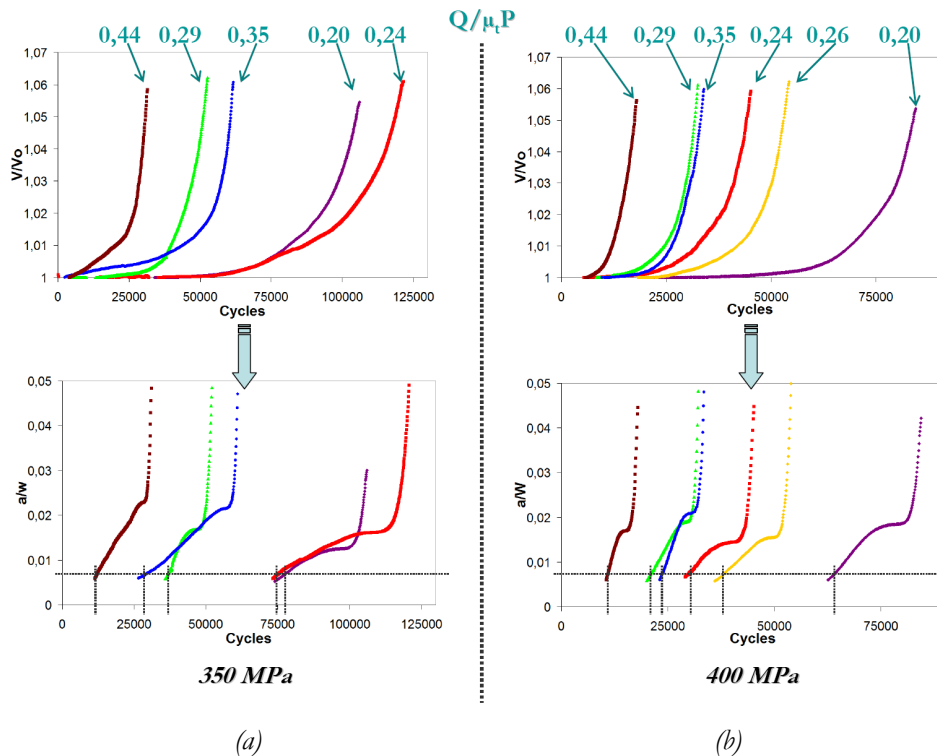 Q/μₜP
0,44 0,29 0,35 0,20 0,24
1,07
1,06
1,05
1,04
1,03
1,02
1,01
1
V/Vo
0 25000 50000 75000 100000 125000
Cycles
0,44 0,29 0,35 0,24 0,26 0,20
1,07
1,06
1,05
1,04
1,03
1,02
1,01
1
V/Vo
0 25000 50000 75000
Cycles
0,05
0,04
0,03
0,02
0,01
0
a/w
0 25000 50000 75000 100000 125000
Cycles
350 MPa
(a)
0,05
0,04
0,03
0,02
0,01
0
a/w
0 25000 50000 75000
Cycles
400 MPa
(b)